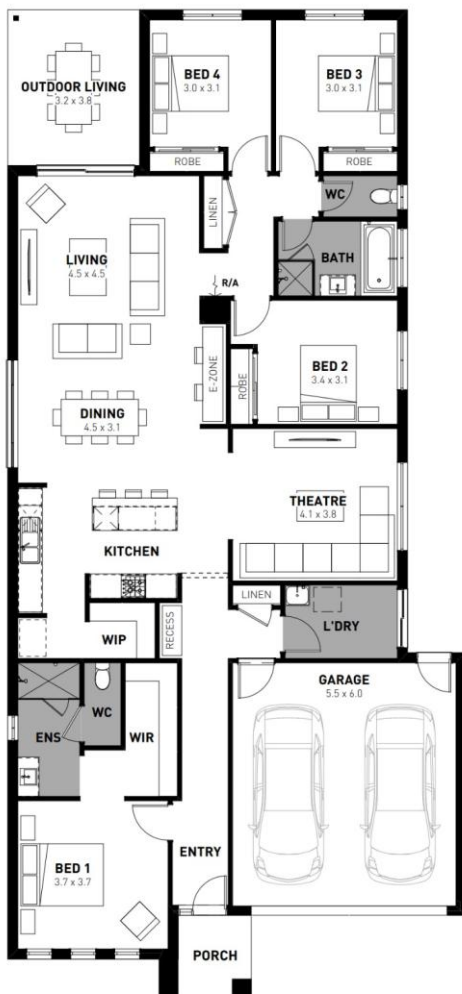 BED 4
3.0 x 3.1
BED 3
3.0 x 3.1
OUTDOOR LIVING
3.2 x 3.8
ROBE
ROBE
WC
LINEN
BATH
LIVING
4.5 x 4.5
R/A
E-ZONE
ROBE
BED 2
3.4 x 3.1
DINING
4.5 x 3.1
THEATRE
4.1 x 3.8
KITCHEN
LINEN
L'DRY
RECESS
WIP
GARAGE
5.5 x 6.0
WC
ENS
WIR
BED 1
3.7 x 3.7
ENTRY
PORCH